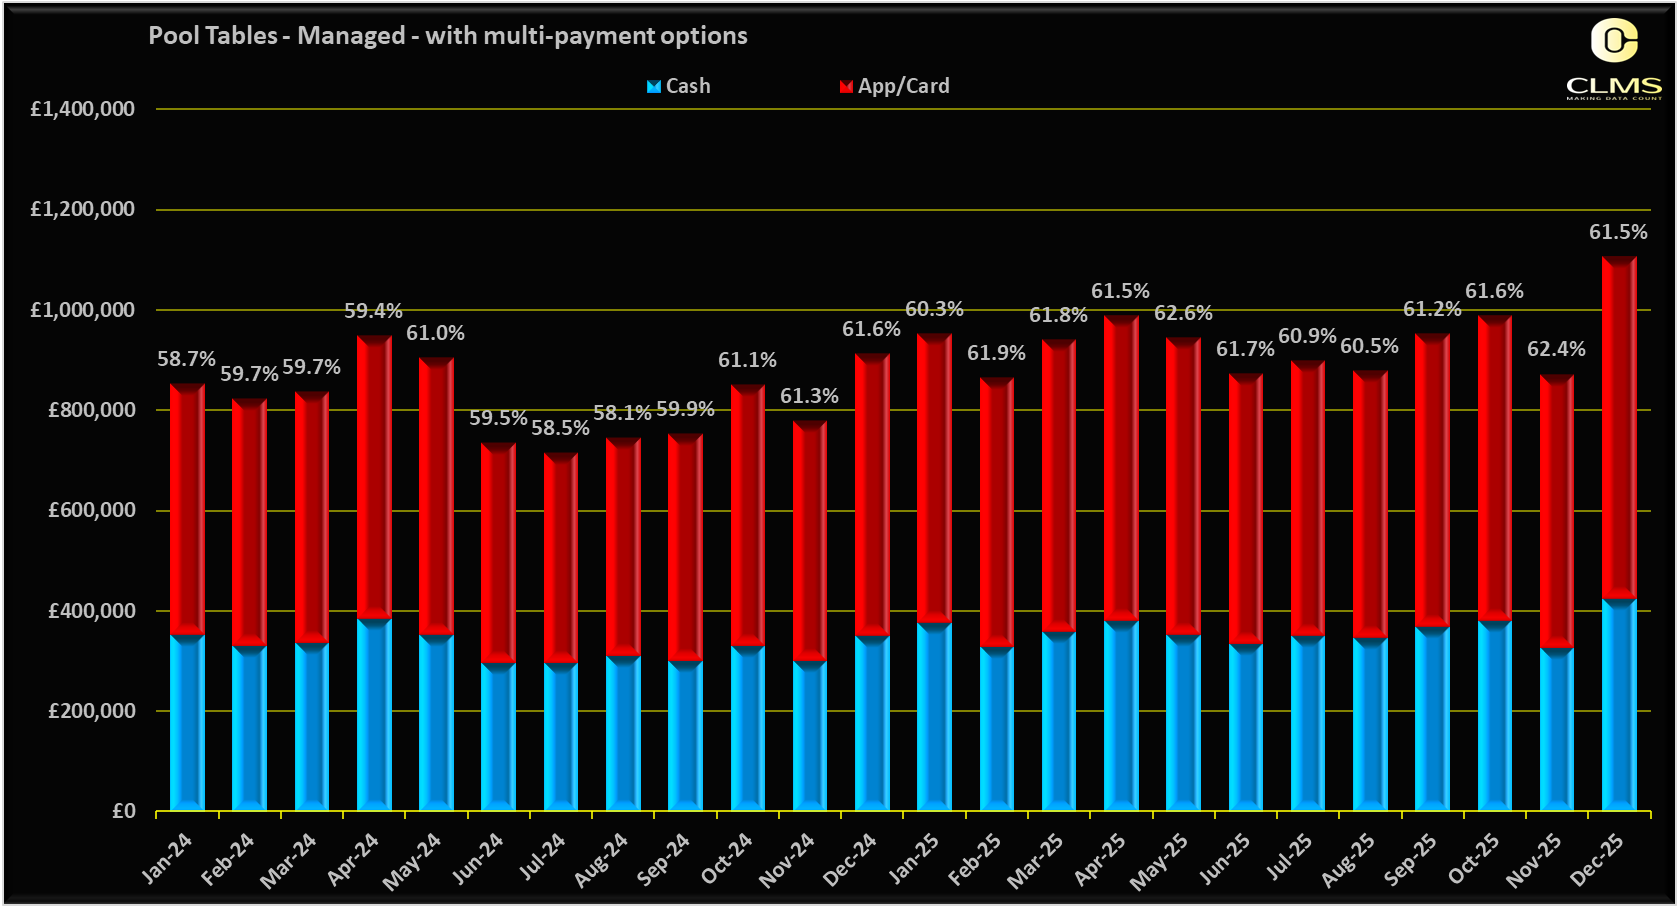 Pool Tables - Managed - with multi-payment options
CLMS
MAKING DATA COUNT
Cash
App/Card
£1,400,000
£1,200,000
£1,000,000
£800,000
£600,000
£400,000
£200,000
£0
58.7%
59.7%
59.7%
59.4%
61.0%
59.5%
58.5%
58.1%
59.9%
61.1%
61.3%
61.6%
60.3%
61.9%
61.8%
61.5%
62.6%
61.7%
60.9%
60.5%
61.2%
61.6%
62.4%
61.5%
Jan-24
Feb-24
Mar-24
Apr-24
May-24
Jun-24
Jul-24
Aug-24
Sep-24
Oct-24
Nov-24
Dec-24
Jan-25
Feb-25
Mar-25
Apr-25
May-25
Jun-25
Jul-25
Aug-25
Sep-25
Oct-25
Nov-25
Dec-25